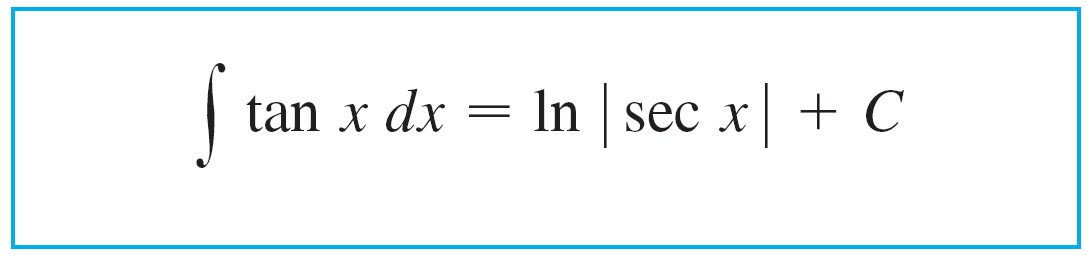 ∫ tan x dx = ln |sec x| + C